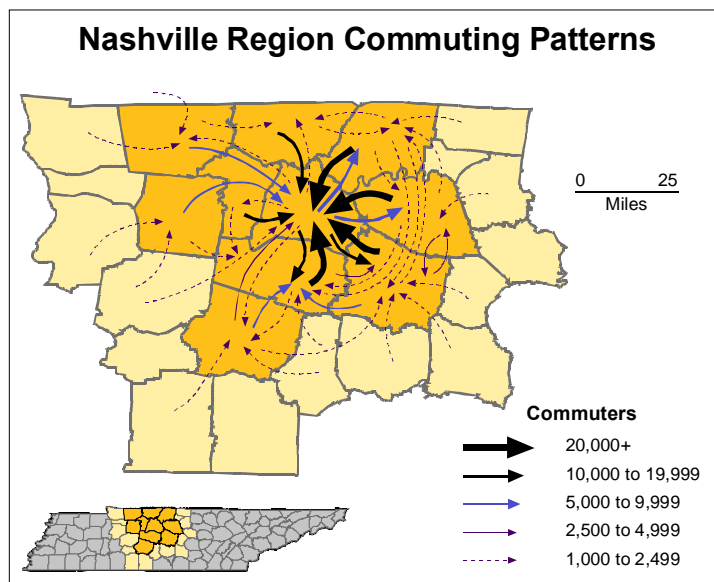 Nashville Region Commuting Patterns
0 25
Miles
Commuters
20,000+
10,000 to 19,999
5,000 to 9,999
2,500 to 4,999
1,000 to 2,499